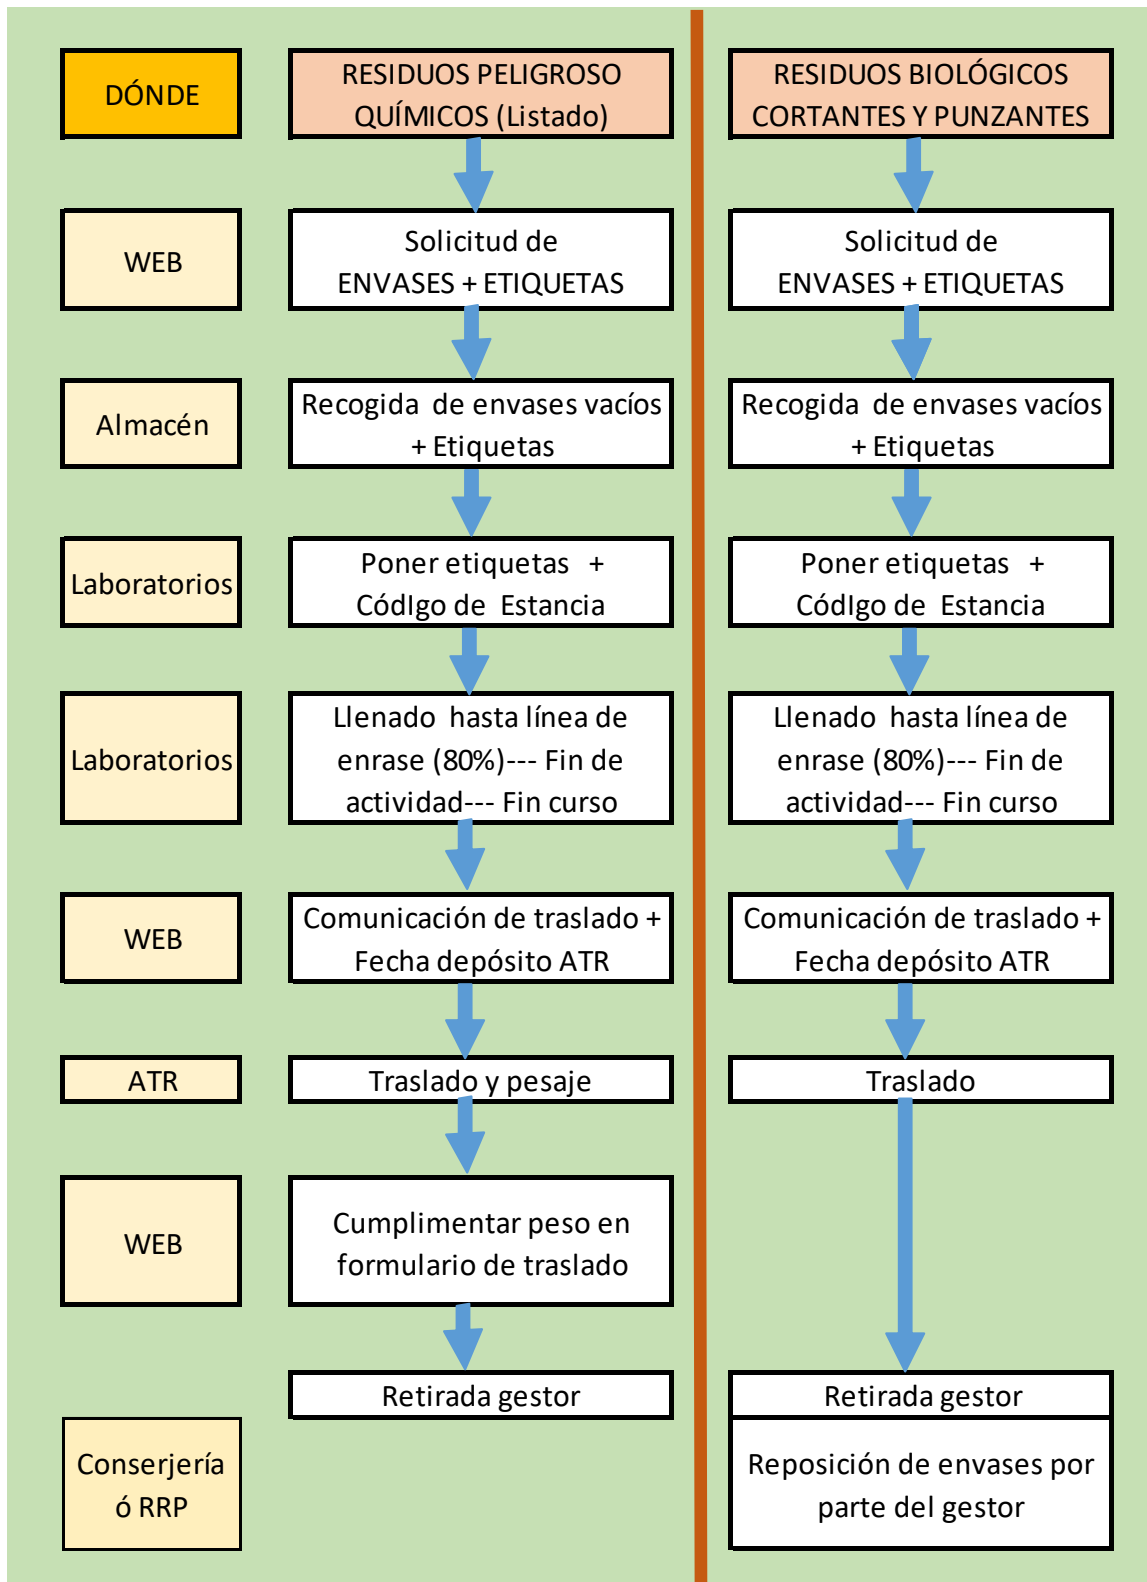 DÓNDE
RESIDUOS PELIGROSO
QUÍMICOS (Listado)
RESIDUOS BIOLÓGICOS
CORTANTES Y PUNZANTES
WEB
Solicitud de
ENVASES + ETIQUETAS
Solicitud de
ENVASES + ETIQUETAS
Almacén
Recogida de envases vacíos
+ Etiquetas
Recogida de envases vacíos
+ Etiquetas
Laboratorios
Poner etiquetas +
CódIgo de Estancia
Poner etiquetas +
CódIgo de Estancia
Laboratorios
Llenado hasta línea de
enrase (80%)--- Fin de
actividad--- Fin curso
Llenado hasta línea de
enrase (80%)--- Fin de
actividad--- Fin curso
WEB
Comunicación de traslado +
Fecha depósito ATR
Comunicación de traslado +
Fecha depósito ATR
ATR
Traslado y pesaje
Traslado
WEB
Cumplimentar peso en
formulario de traslado
Retirada gestor
Retirada gestor
Conserjería
ó RRP
Reposición de envases por
parte del gestor